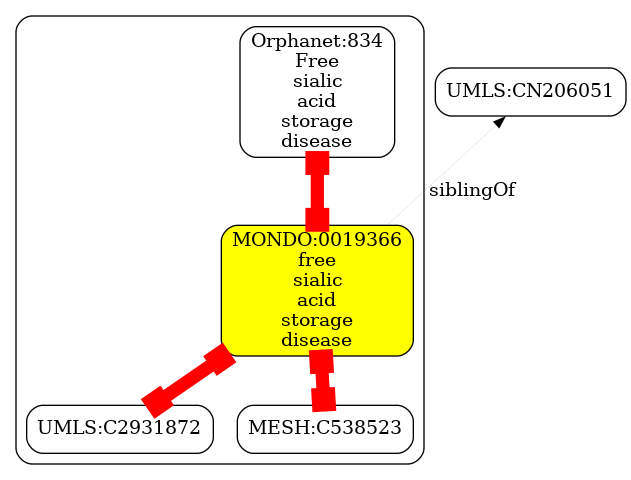 Orphanet:834
Free
sialic
acid
storage
disease
UMLS:CN206051
siblingOf
MONDO:0019366
free
sialic
acid
storage
disease
UMLS:C2931872
MESH:C538523